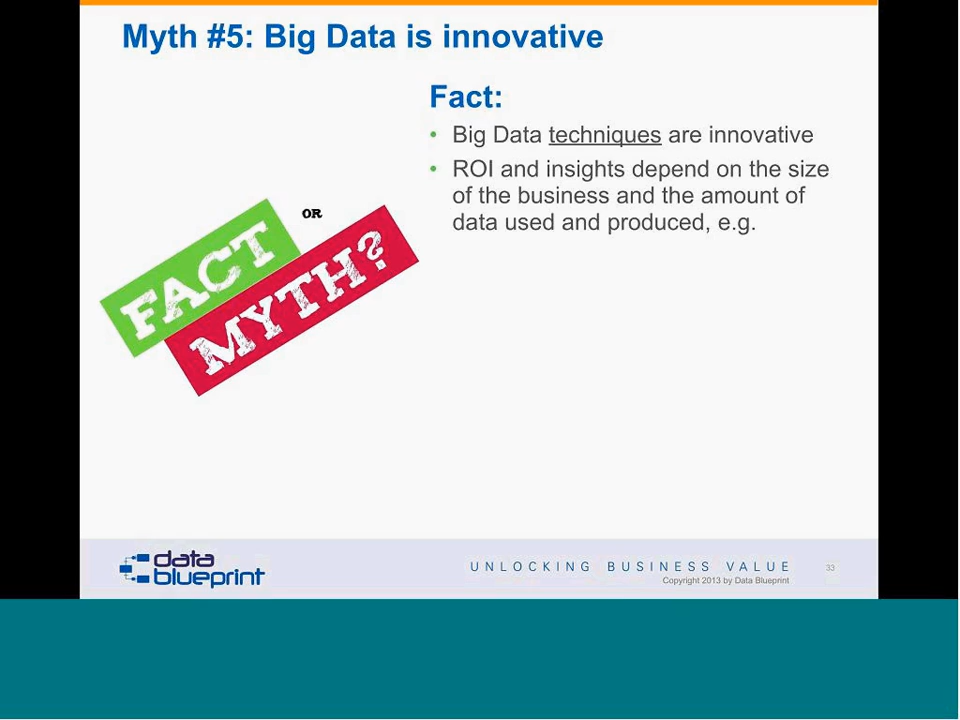 Myth #5: Big Data is innovative
Fact:
• Big Data techniques are innovative
• ROI and insights depend on the size
of the business and the amount of
data used and produced, e.g.
OR
FACT
MYTH?
data
blueprint
UNLOCKING BUSINESS VALUE
33
Copyright 2013 by Data Blueprint